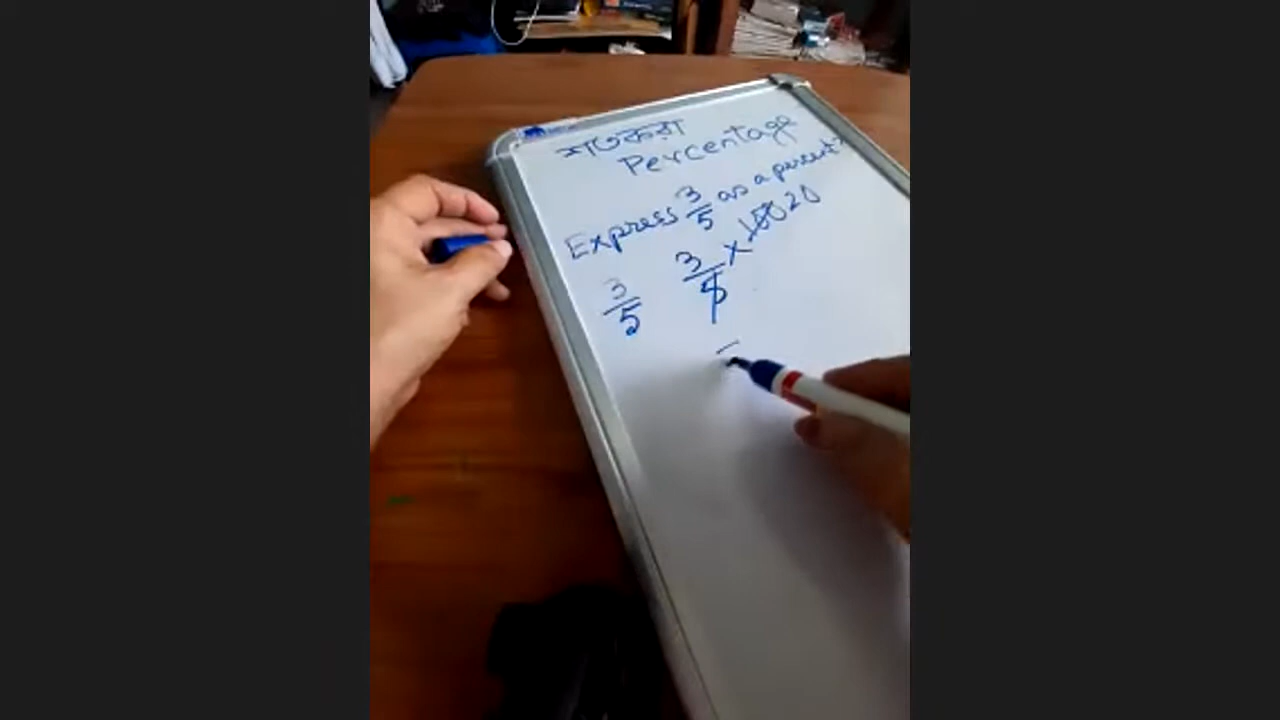 শতকরা
Percentage
Express 3/5 as a percent?
3/5 3/5 × 100 20
=